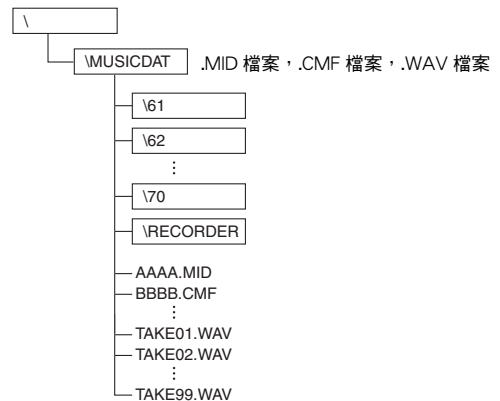 \
\MUSICDAT .MID 檔案，.CMF 檔案，.WAV 檔案
\61
\62
⋮
\70
\RECORDER
AAAA.MID
BBBB.CMF
⋮
TAKE01.WAV
TAKE02.WAV
⋮
TAKE99.WAV